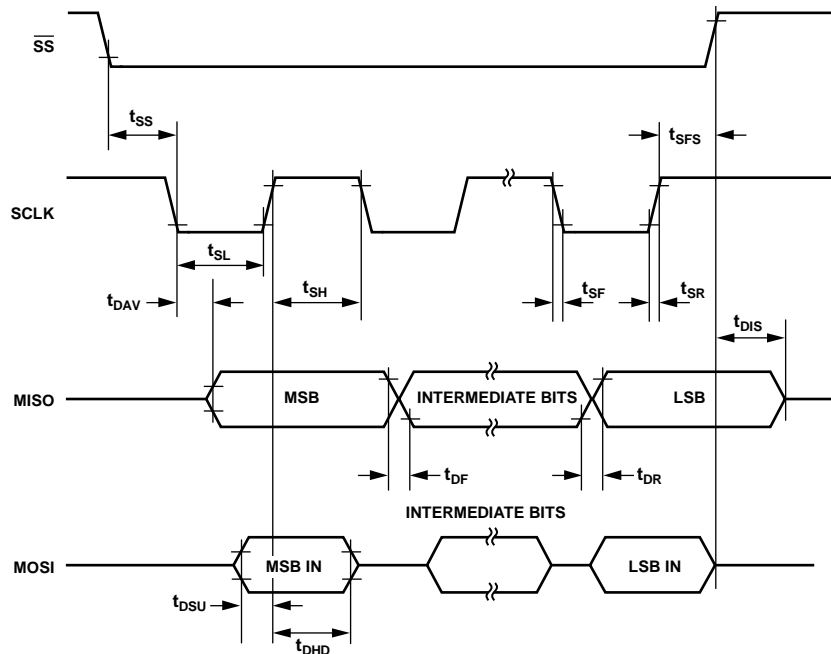 SS
tSS
tSFS
SCLK
tSL
tSH
tSF
tSR
tDAV
tDIS
MISO
MSB
INTERMEDIATE BITS
LSB
tDF
tDR
INTERMEDIATE BITS
MOSI
MSB IN
LSB IN
tDSU
tDHD